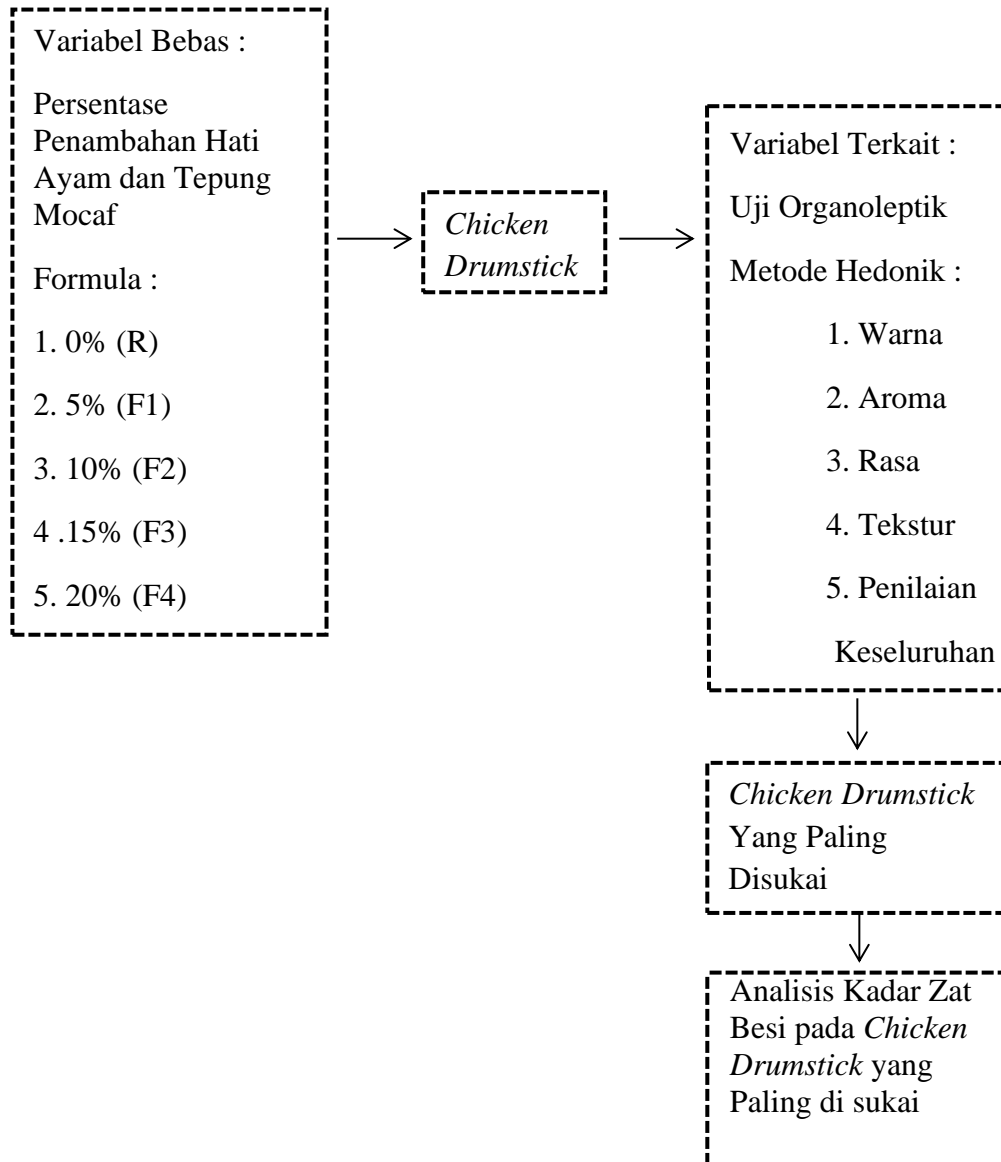 Variabel Bebas :
Persentase
Penambahan Hati
Ayam dan Tepung
Mocaf
Formula :
1. 0% (R)
2. 5% (F1)
3. 10% (F2)
4 .15% (F3)
5. 20% (F4)
Chicken
Drumstick
Variabel Terkait :
Uji Organoleptik
Metode Hedonik :
1. Warna
2. Aroma
3. Rasa
4. Tekstur
5. Penilaian
Keseluruhan
Chicken Drumstick
Yang Paling
Disukai
Analisis Kadar Zat
Besi pada Chicken
Drumstick yang
Paling di sukai